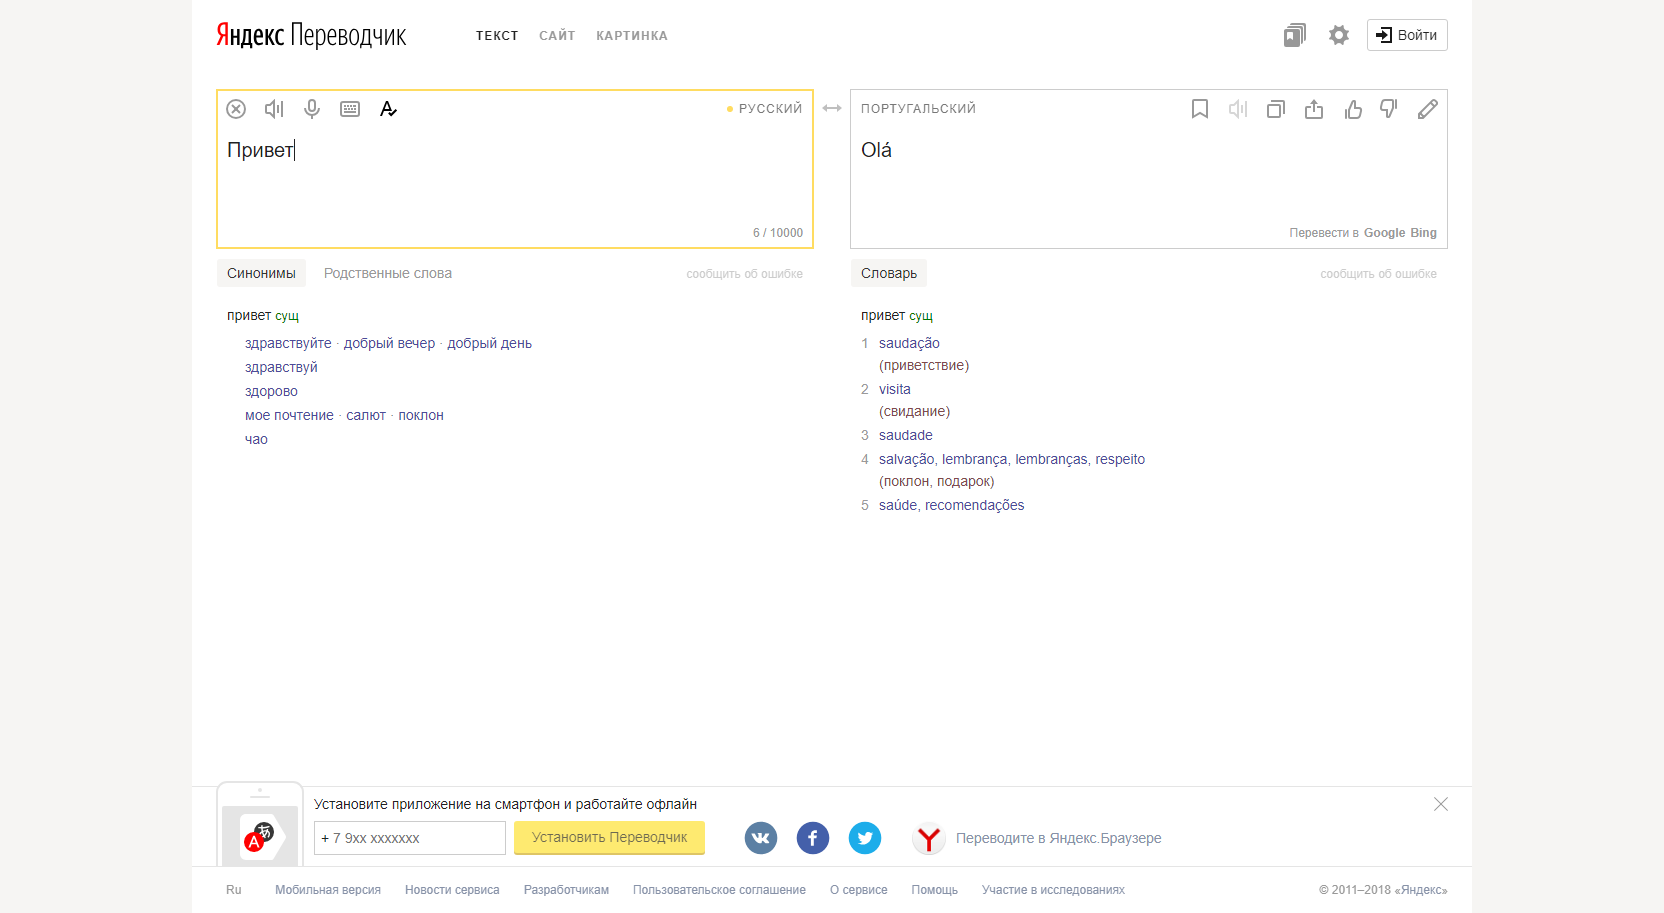 Яндекс Переводчик
ТЕКСТ САЙТ КАРТИНКА
Войти
РУССКИЙ
Привет
6 / 10000
ПОРТУГАЛЬСКИЙ
Olá
Перевести в Google Bing
Синонимы Родственные слова сообщить об ошибке
привет сущ
здравствуйте · добрый вечер · добрый день
здравствуй
здорово
мое почтение · салют · поклон
чао
Словарь сообщить об ошибке
привет сущ
1 saudação
(приветствие)
2 visita
(свидание)
3 saudade
4 salvação, lembrança, lembranças, respeito
(поклон, подарок)
5 saúde, recomendações
Установите приложение на смартфон и работайте офлайн
+ 7 9xx xxxxxxx
Установить Переводчик
Переводите в Яндекс.Браузере
Ru Мобильная версия Новости сервиса Разработчикам Пользовательское соглашение О сервисе Помощь Участие в исследованиях © 2011–2018 «Яндекс»